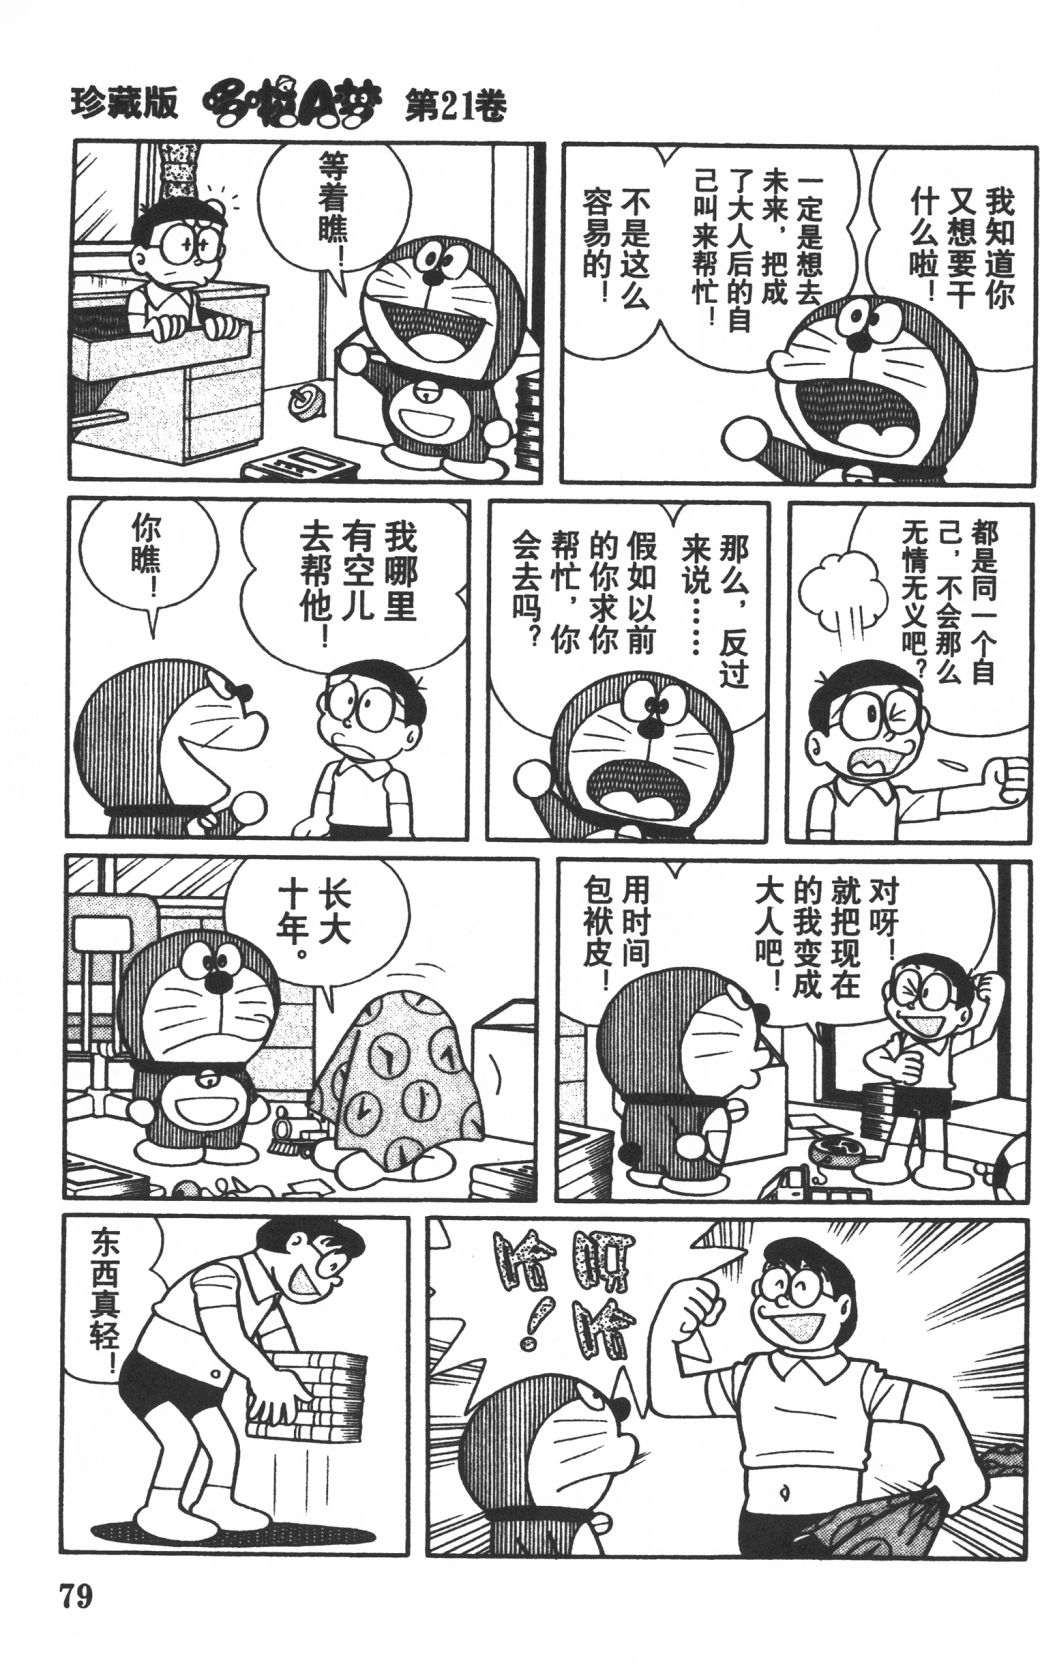 珍藏版 哆啦A梦 第21卷
我知道你
又想要干
什么啦！
一定是想去
未来，把成
了大人后的自
己叫来帮忙！
不是这么
容易的！
等着瞧！
都是同一个自
己，不会那么
无情无义吧？
那么，反过
来说……
假如以前
的你求你
帮忙，你
会去吗？
我哪里
有空儿
去帮他！
你瞧！
对呀！
就把现在
的我变成
大人吧！
用时间
包袱皮！
长大
十年。
哈哈！
东西真轻！
79